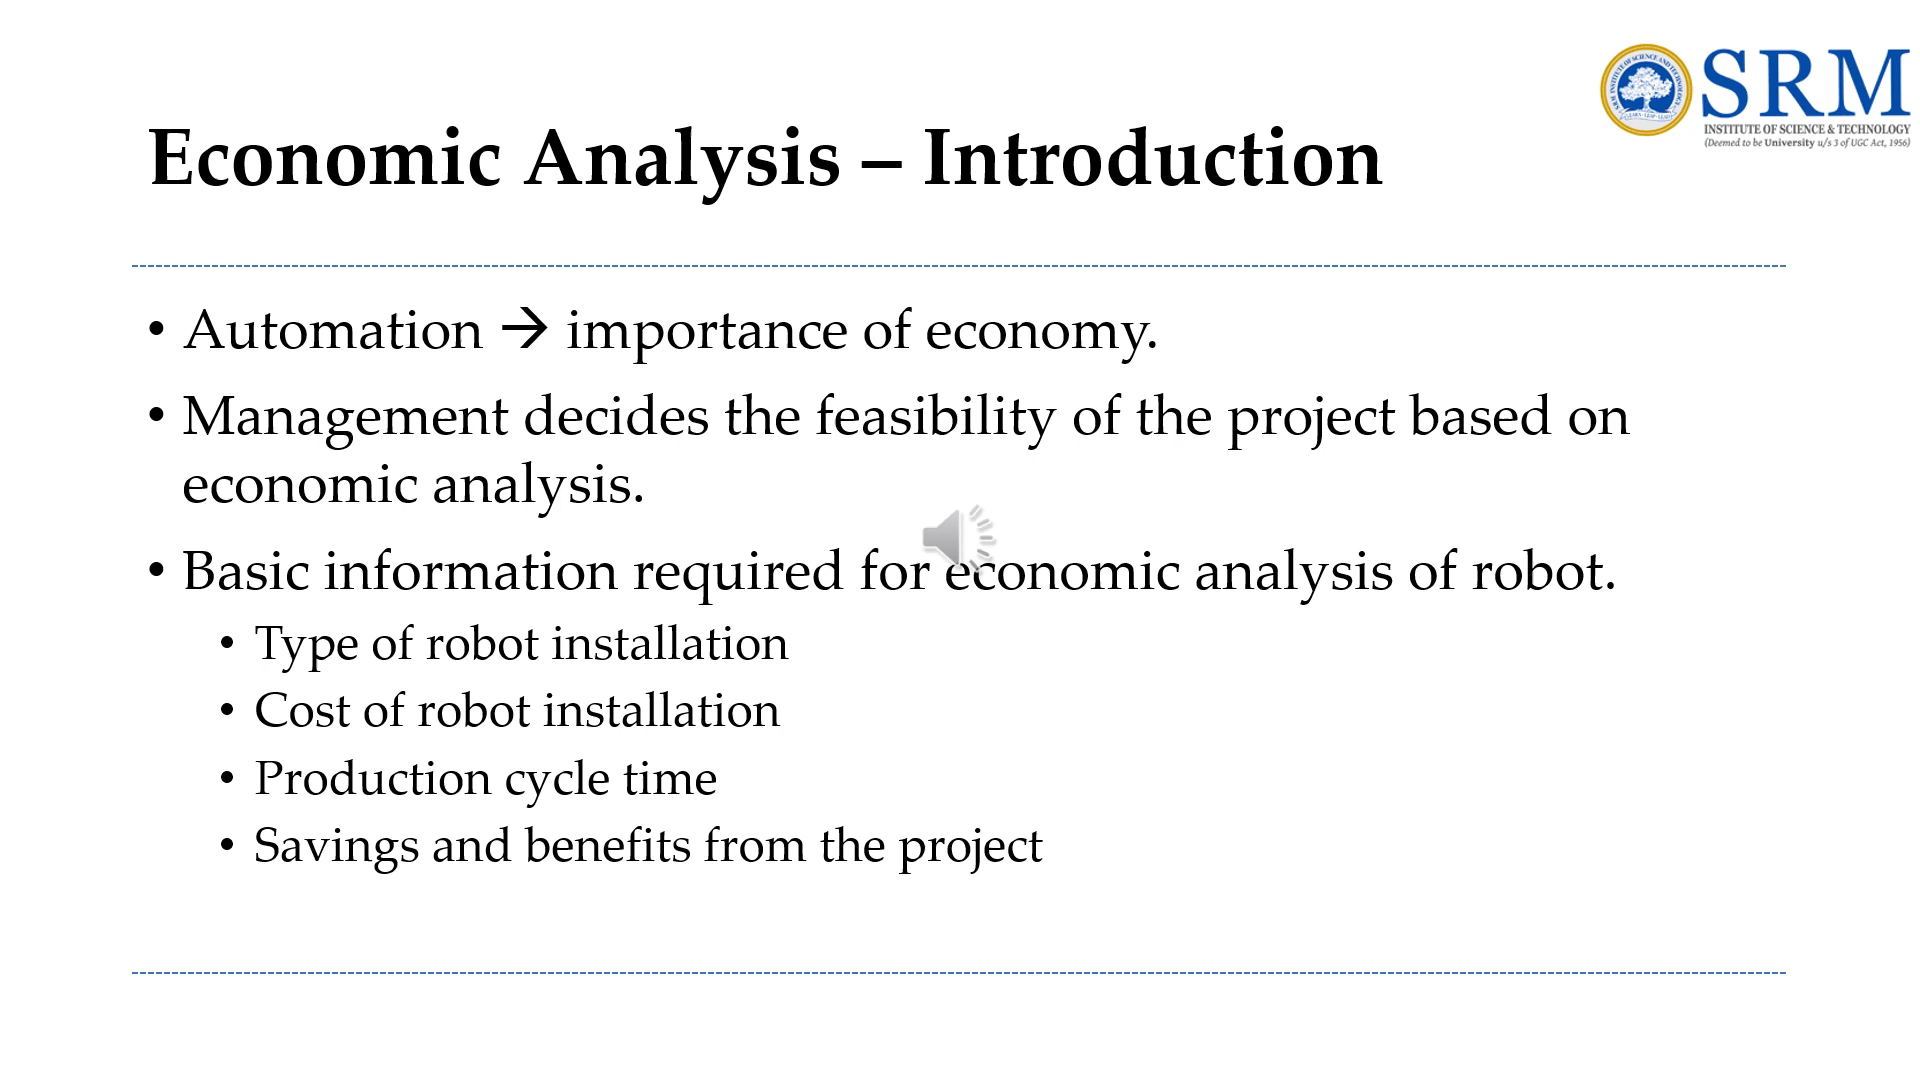 SRM
INSTITUTE OF SCIENCE & TECHNOLOGY
(Deemed to be University u/s 3 of UGC Act, 1956)
Economic Analysis – Introduction
• Automation → importance of economy.
• Management decides the feasibility of the project based on
economic analysis.
• Basic information required for economic analysis of robot.
• Type of robot installation
• Cost of robot installation
• Production cycle time
• Savings and benefits from the project